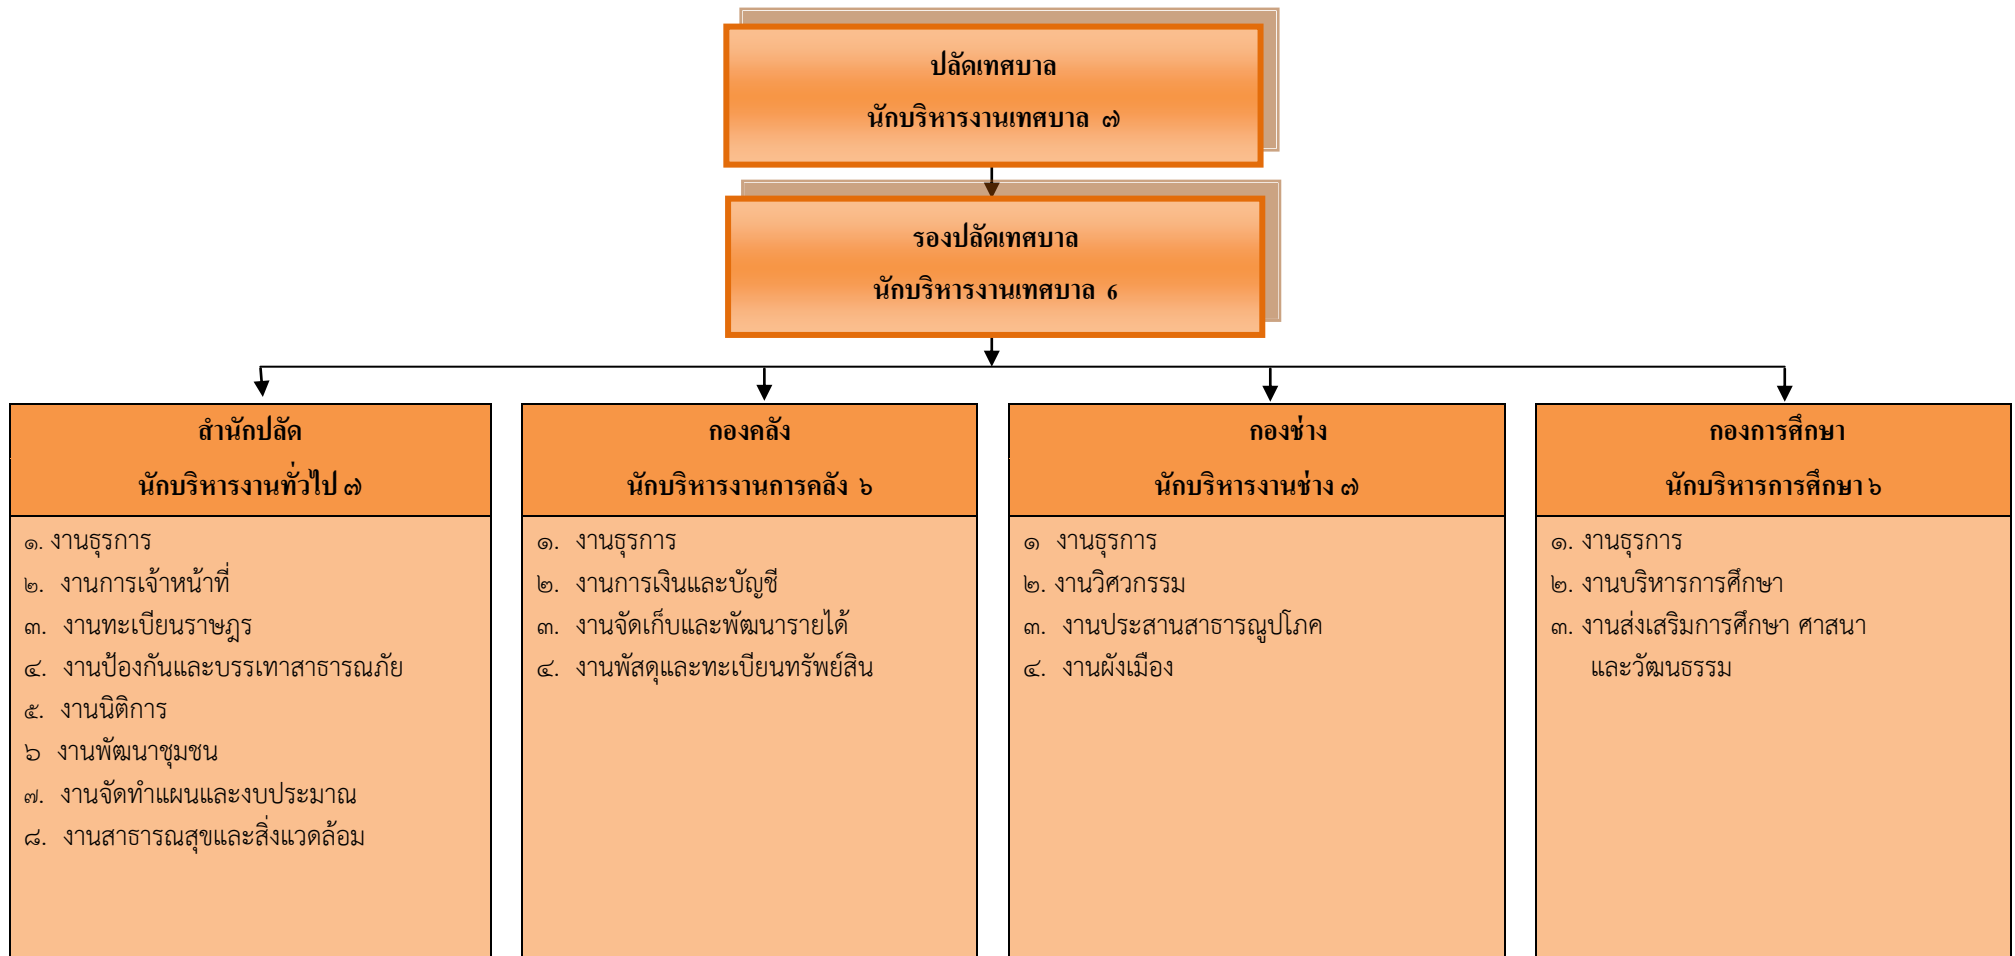 ปลัดเทศบาล
นักบริหารงานเทศบาล ๗
รองปลัดเทศบาล
นักบริหารงานเทศบาล 6
สำนักปลัด
นักบริหารงานทั่วไป ๗
๑. งานธุรการ
๒. งานการเจ้าหน้าที่
๓. งานทะเบียนราษฎร
๔. งานป้องกันและบรรเทาสาธารณภัย
๕. งานนิติการ
๖ งานพัฒนาชุมชน
๗. งานจัดทำแผนและงบประมาณ
๘. งานสาธารณสุขและสิ่งแวดล้อม
กองคลัง
นักบริหารงานการคลัง ๖
๑. งานธุรการ
๒. งานการเงินและบัญชี
๓. งานจัดเก็บและพัฒนารายได้
๔. งานพัสดุและทะเบียนทรัพย์สิน
กองช่าง
นักบริหารงานช่าง ๗
๑ งานธุรการ
๒. งานวิศวกรรม
๓. งานประสานสาธารณูปโภค
๔. งานผังเมือง
กองการศึกษา
นักบริหารการศึกษา ๖
๑. งานธุรการ
๒. งานบริหารการศึกษา
๓. งานส่งเสริมการศึกษา ศาสนา
และวัฒนธรรม